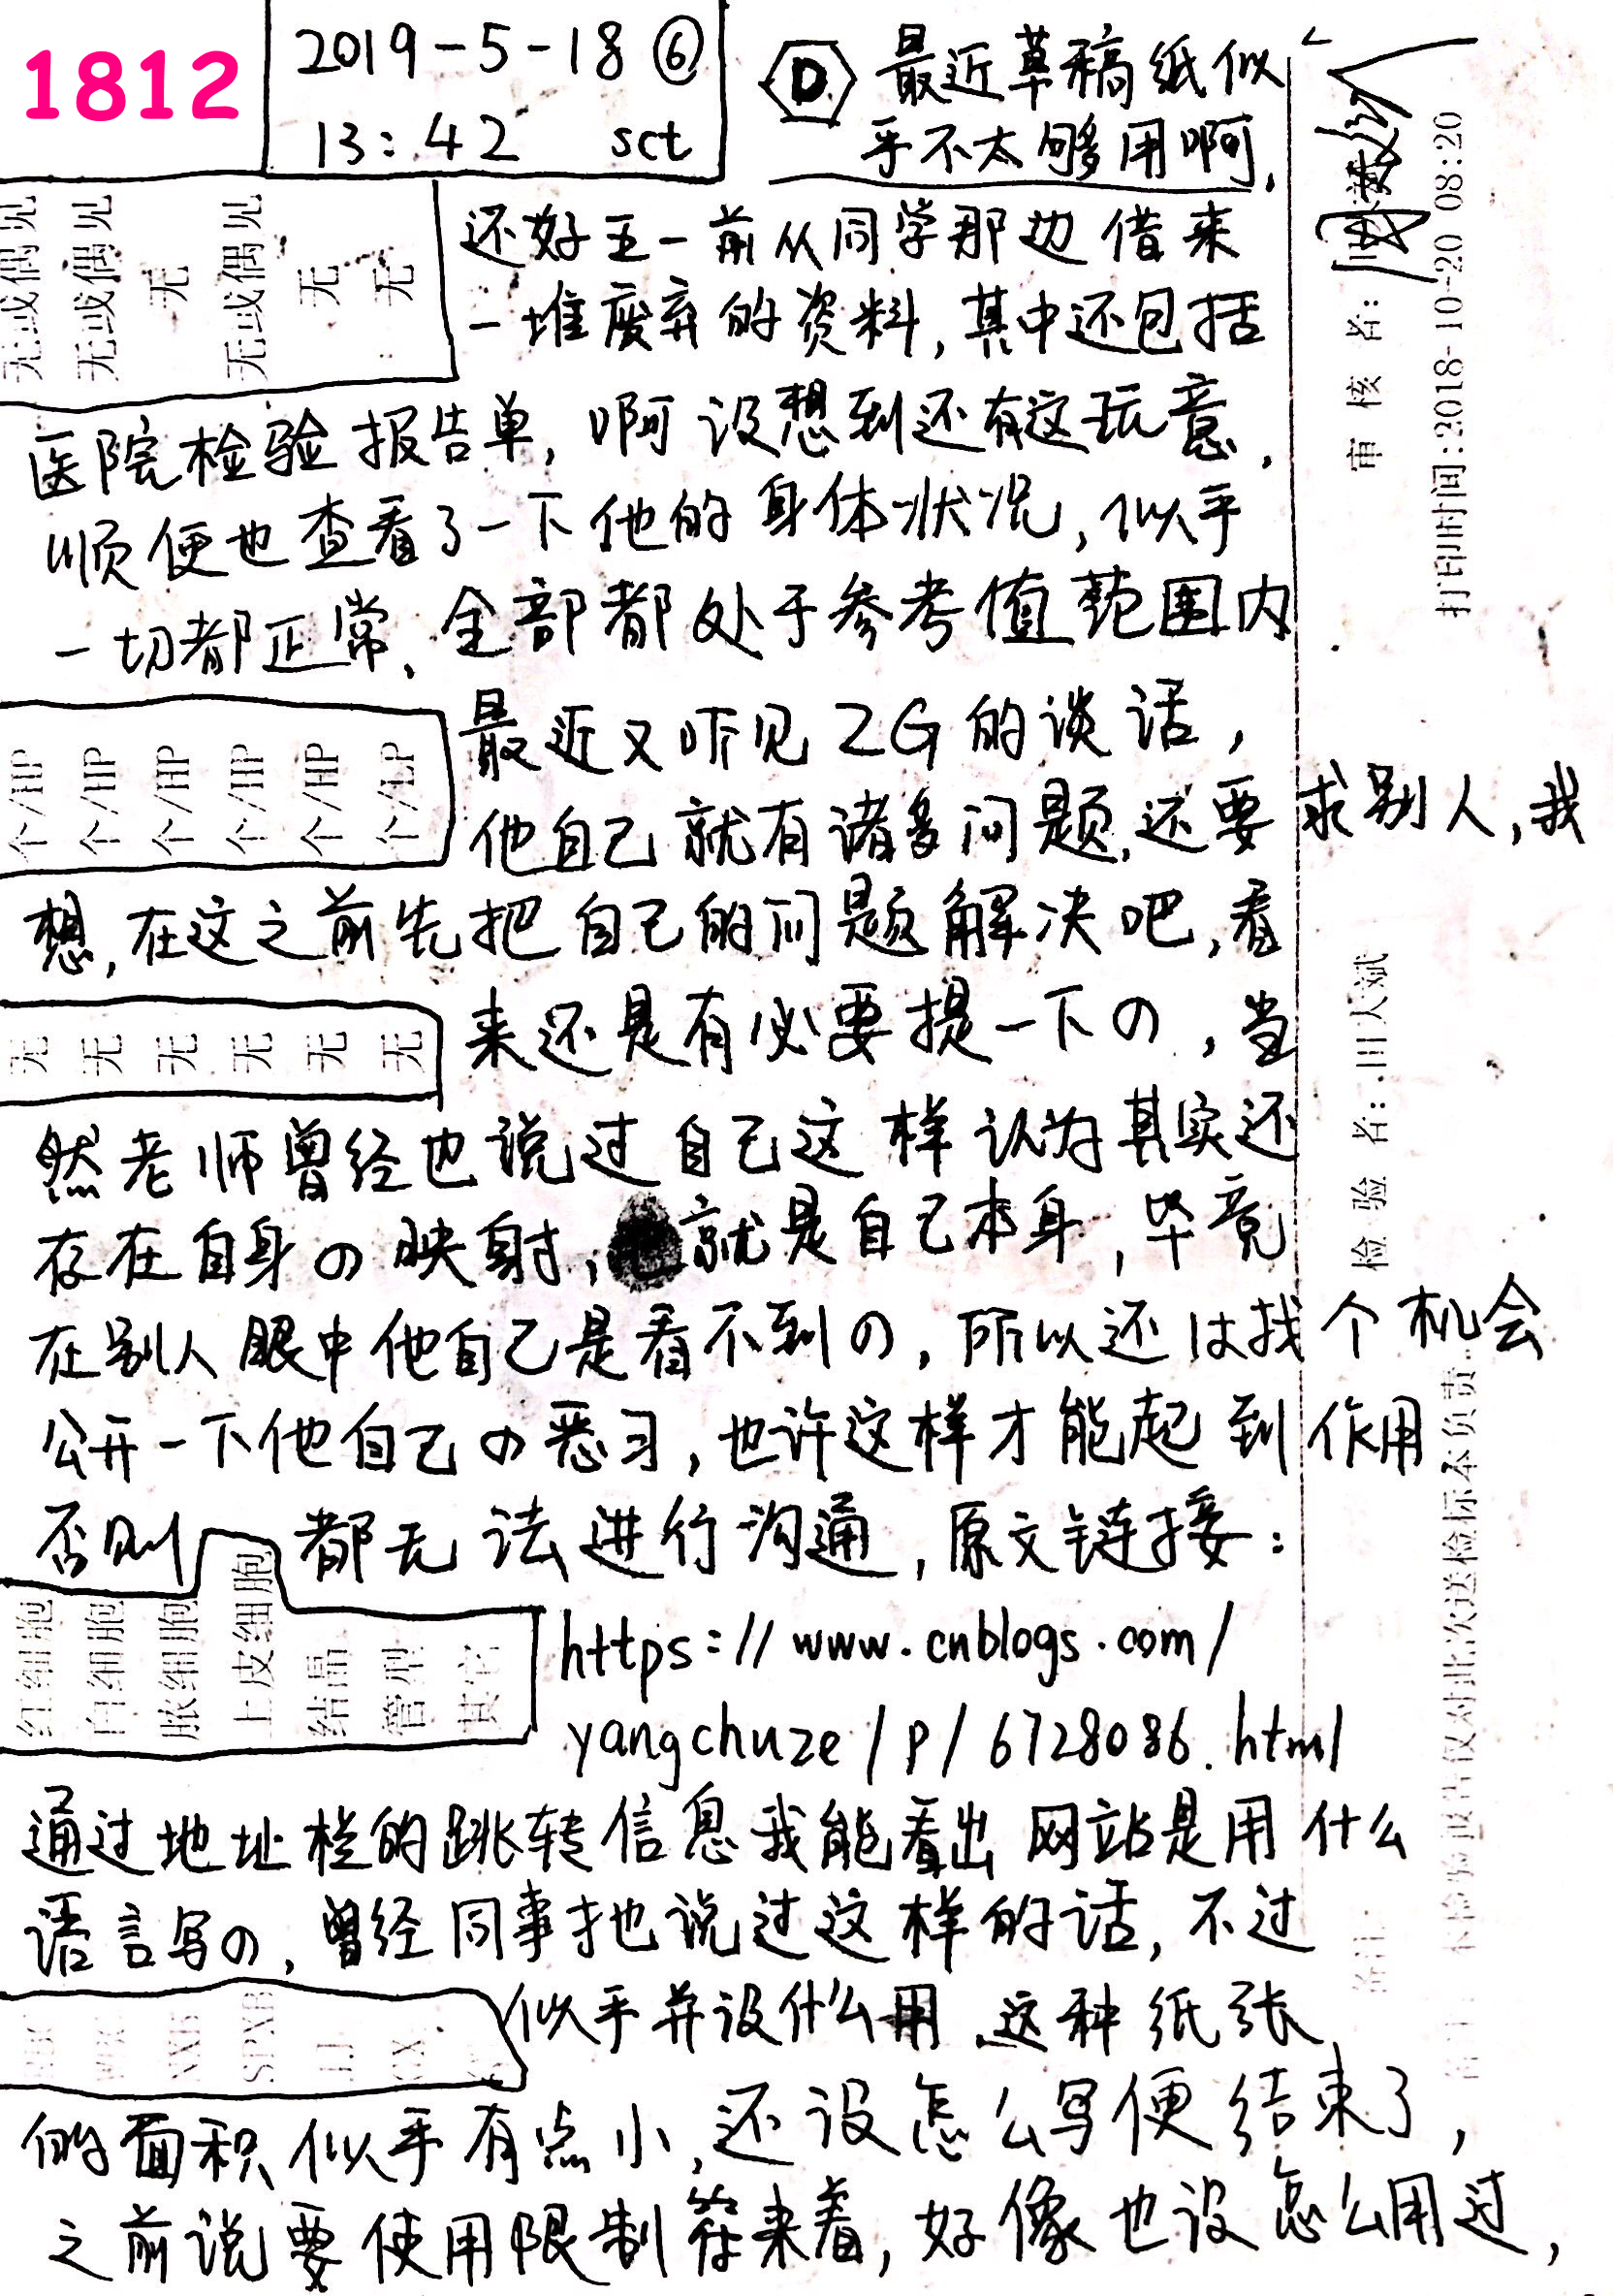 1812
2019-5-18⑥
13:42 sct
D. 最近草稿纸似
乎不太够用啊,
还好五一前从同学那边借来
一堆废弃的资料,其中还包括
医院检验报告单,啊没想到还有这玩意,
顺便也查看了一下他的身体状况,似乎
一切都正常、全部都处于参考值范围内
最近又听见ZG的谈话,
他自己就有诸多问题,还要求别人,我
想,在这之前先把自己的问题解决吧,看
来还是有必要提一下の,当
然老师曾经也说过自己这样认为其实还
存在自身の映射,就是自己本身,毕竟
在别人眼中他自己是看不到の,所以还は找个机会
公开一下他自己の恶习,也许这样才能起到作用
否则都无法进行沟通,原文链接:
https://www.cnblogs.com/
yangchuze/p/6728086.html
通过地址栏的跳转信息我能看出网站是用什么
语言写の,曾经同事也说过这样的话,不过
似乎并没什么用、这种纸张
的面积似乎有点小,还没怎么写便结束了,
之前说要使用限制符来着,好像也没怎么用过,
无或偶见
无或偶见
无
无或偶见
无
无
个/HP
个/HP
个/HP
个/HP
个/HP
个/LP
无
无
无
无
无
无
红细胞
白细胞
脓细胞
上皮细胞
结晶
管型
其它
审 核 者:
打印时间:2018-10-20 08:20
检 验 者:
本检验报告仅对此次送检标本负责.